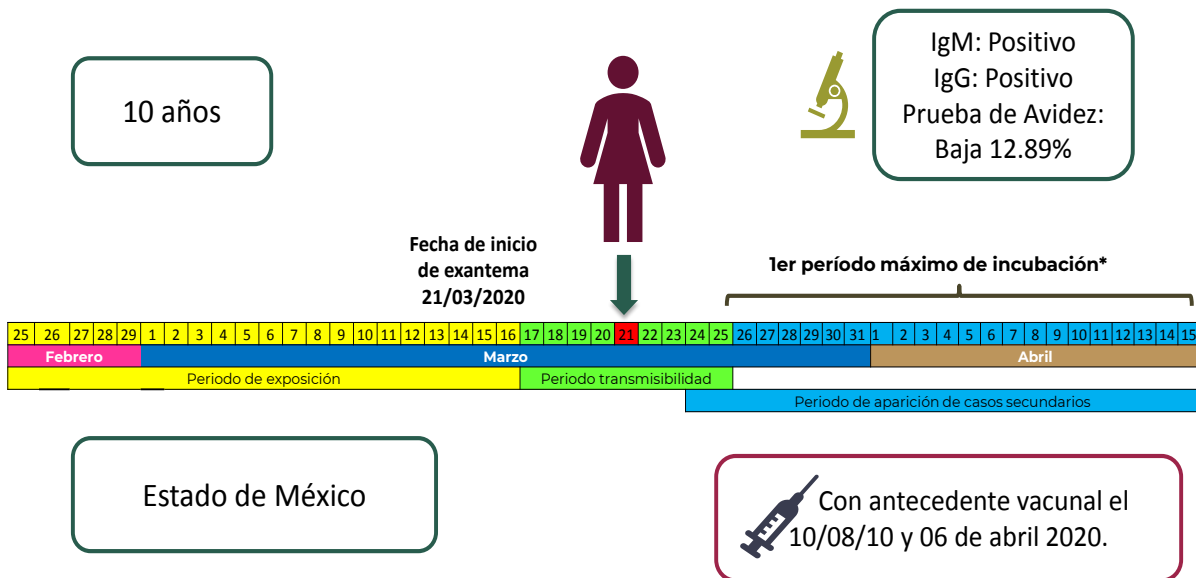 10 años
IgM: Positivo
IgG: Positivo
Prueba de Avidez:
Baja 12.89%
Fecha de inicio
de exantema
21/03/2020
1er período máximo de incubación*
25 26 27 28 29 1 2 3 4 5 6 7 8 9 10 11 12 13 14 15 16 17 18 19 20 21 22 23 24 25 26 27 28 29 30 31 1 2 3 4 5 6 7 8 9 10 11 12 13 14 15
Febrero Marzo Abril
Periodo de exposición Periodo transmisibilidad
Periodo de aparición de casos secundarios
Estado de México
Con antecedente vacunal el
10/08/10 y 06 de abril 2020.